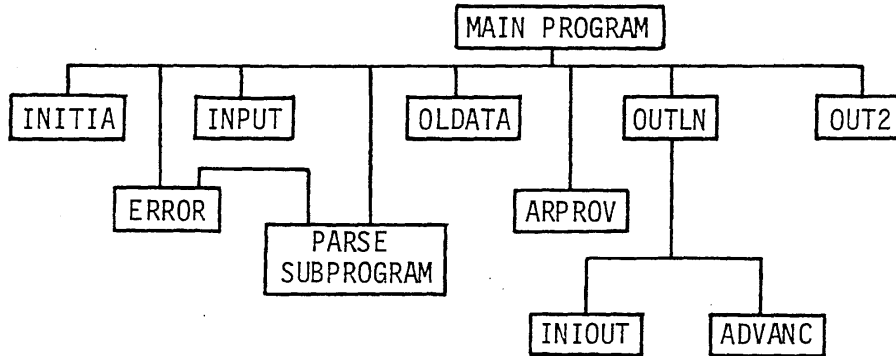 MAIN PROGRAM
INITIA
INPUT
OLDATA
OUTLN
OUT2
ERROR
ARPROV
PARSE
SUBPROGRAM
INIOUT
ADVANC